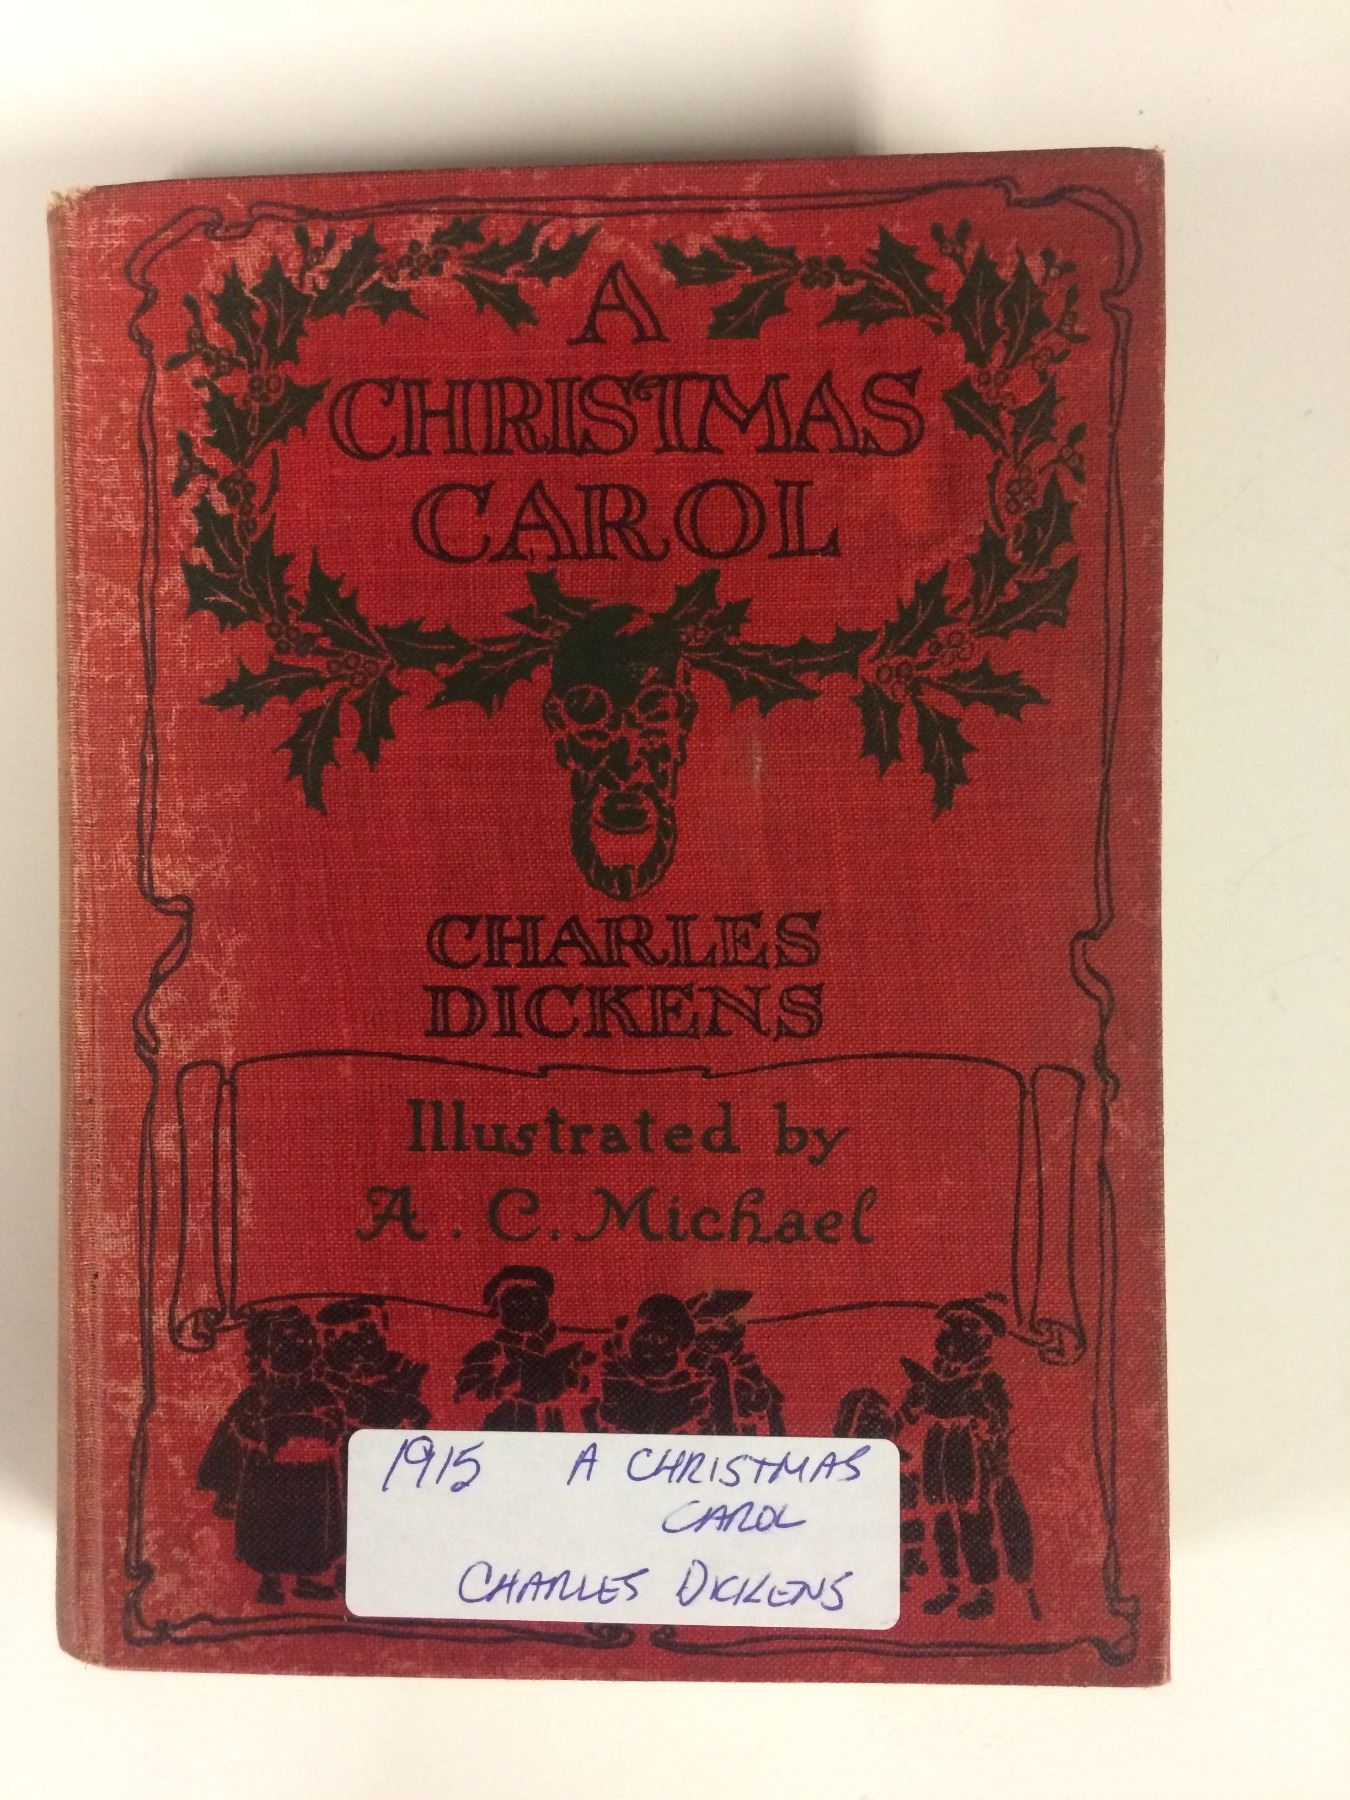 A
CHRISTMAS
CAROL
CHARLES
DICKENS
Illustrated by
A. C. Michael
1915 A CHRISTMAS
CAROL
CHARLES DICKENS